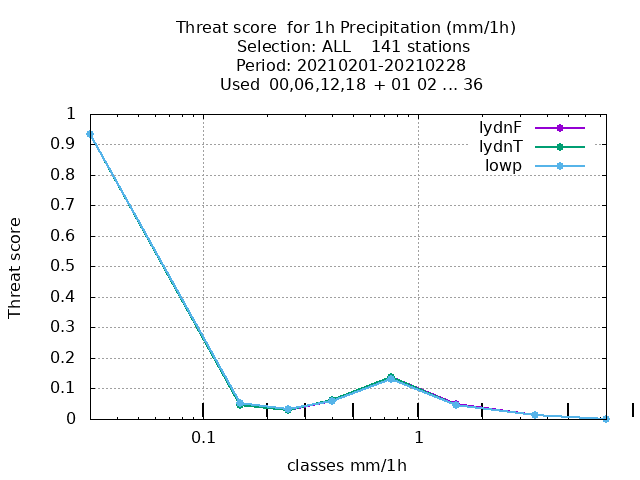 Threat score  for 1h Precipitation (mm/1h)
Selection: ALL    141 stations
Period: 20210201-20210228
Used  00,06,12,18  + 01 02 ... 36
lydnF
lydnT
lowp
1
0.9
0.8
0.7
0.6
0.5
0.4
0.3
0.2
0.1
0
Threat score
0.1 1
classes mm/1h